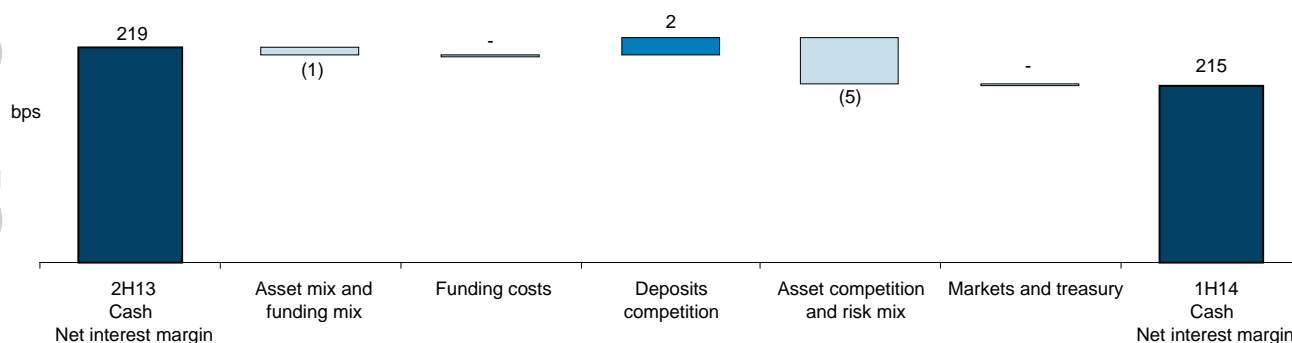 219
(1)
-
2
(5)
-
215
bps
2H13
Cash
Net interest margin
Asset mix and
funding mix
Funding costs
Deposits
competition
Asset competition
and risk mix
Markets and treasury
1H14
Cash
Net interest margin